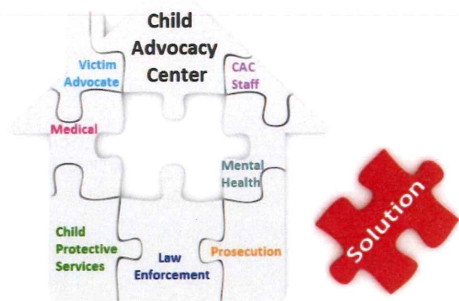 Child
Advocacy
Center
Victim
Advocate
CAC
Staff
Medical
Mental
Health
Child
Protective
Services
Law
Enforcement
Prosecution
Solution